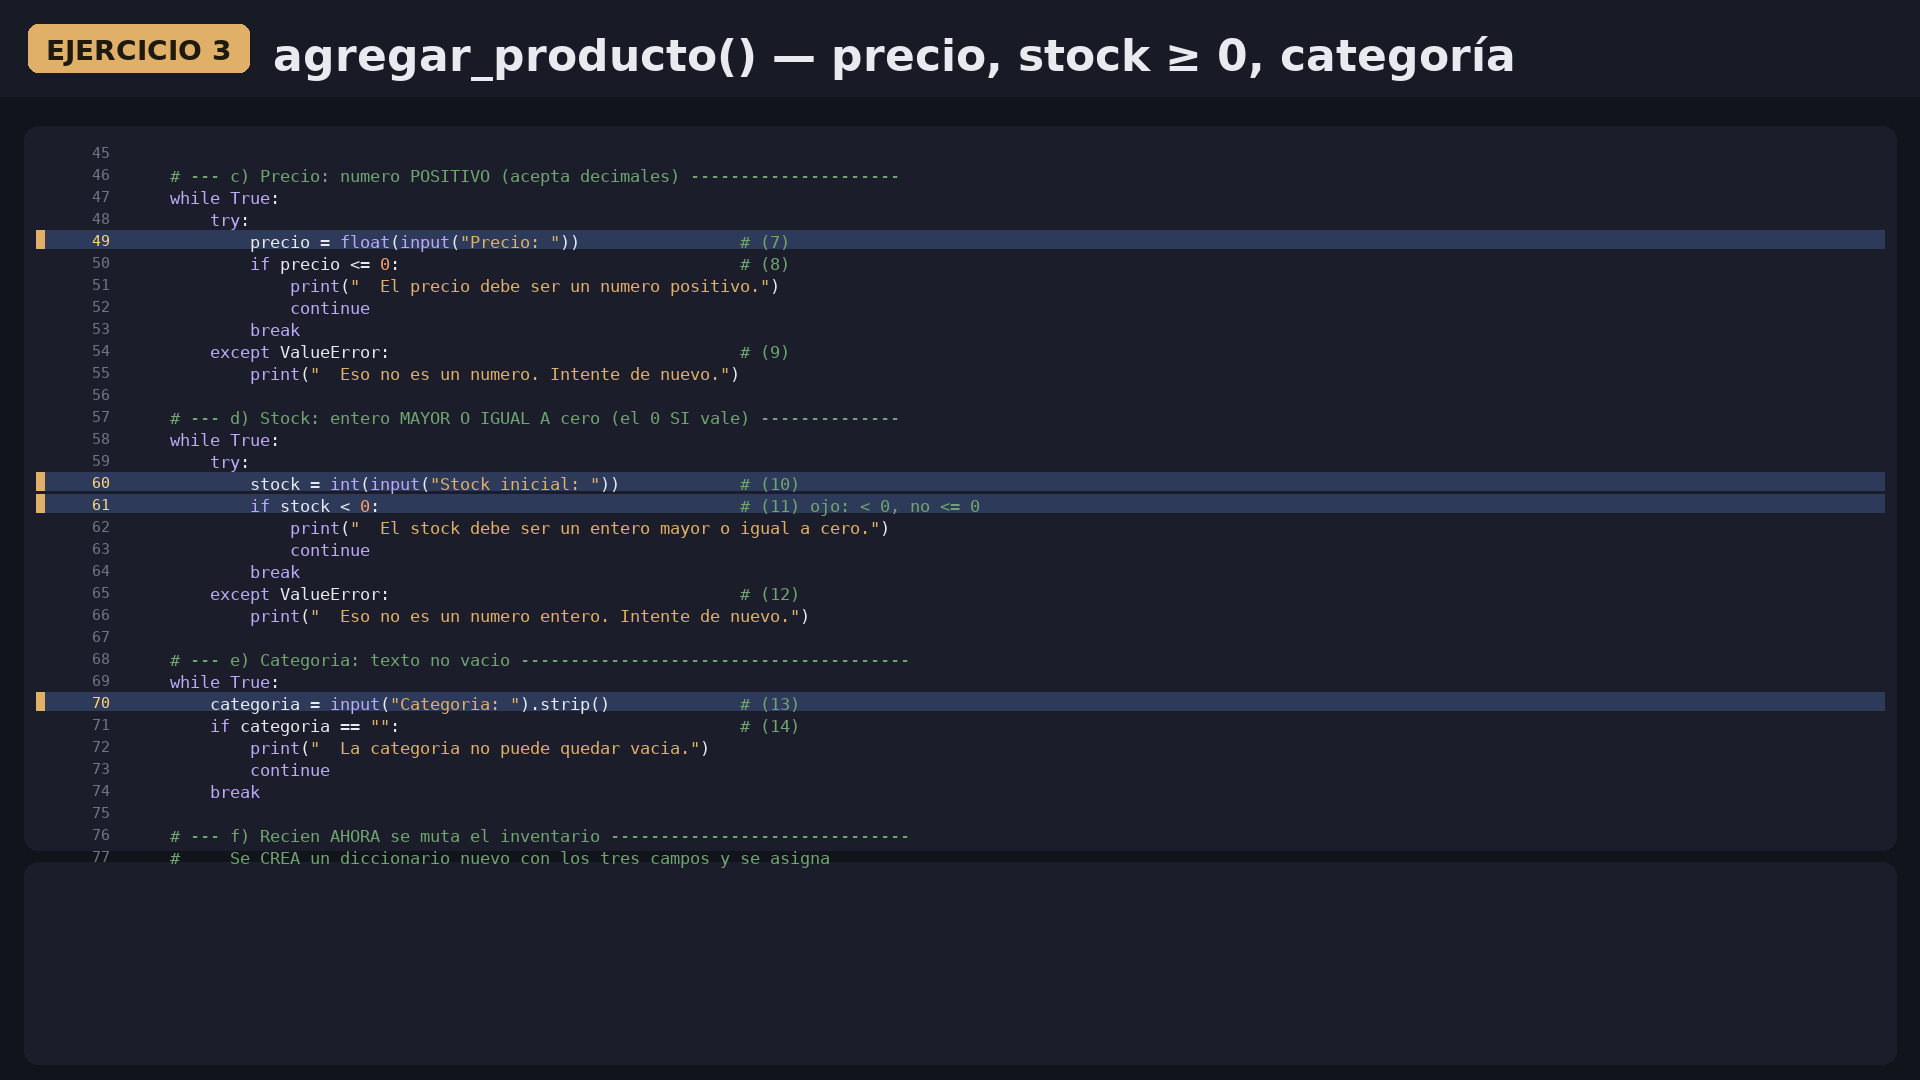 EJERCICIO 3 agregar_producto() — precio, stock ≥ 0, categoría
45
46 # --- c) Precio: numero POSITIVO (acepta decimales) ---------------------
47 while True:
48 try:
49 precio = float(input("Precio: ")) # (7)
50 if precio <= 0: # (8)
51 print("  El precio debe ser un numero positivo.")
52 continue
53 break
54 except ValueError: # (9)
55 print("  Eso no es un numero. Intente de nuevo.")
56
57 # --- d) Stock: entero MAYOR O IGUAL A cero (el 0 SI vale) --------------
58 while True:
59 try:
60 stock = int(input("Stock inicial: ")) # (10)
61 if stock < 0: # (11) ojo: < 0, no <= 0
62 print("  El stock debe ser un entero mayor o igual a cero.")
63 continue
64 break
65 except ValueError: # (12)
66 print("  Eso no es un numero entero. Intente de nuevo.")
67
68 # --- e) Categoria: texto no vacio ---------------------------------------
69 while True:
70 categoria = input("Categoria: ").strip() # (13)
71 if categoria == "": # (14)
72 print("  La categoria no puede quedar vacia.")
73 continue
74 break
75
76 # --- f) Recien AHORA se muta el inventario ------------------------------
77 #     Se CREA un diccionario nuevo con los tres campos y se asigna